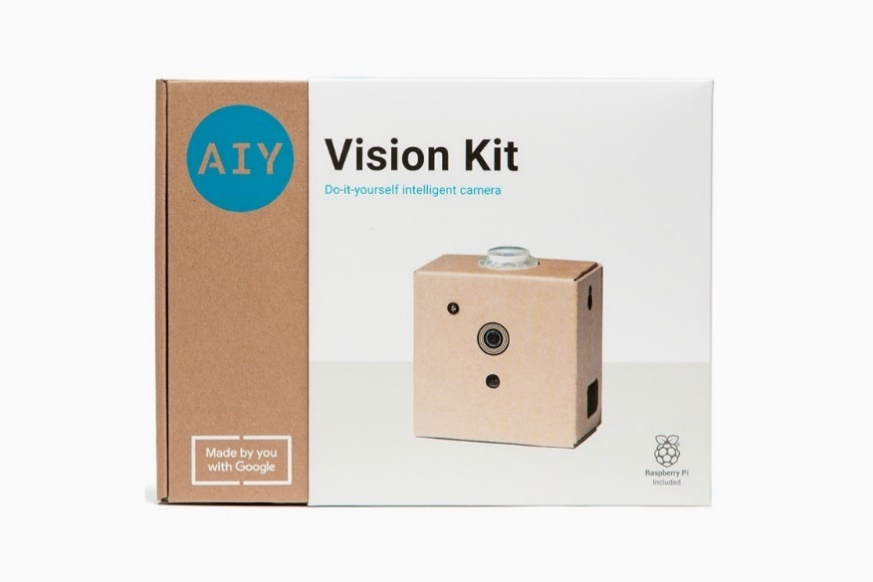 AIY
Vision Kit
Do-it-yourself intelligent camera
Made by you
with Google
Raspberry Pi
Included